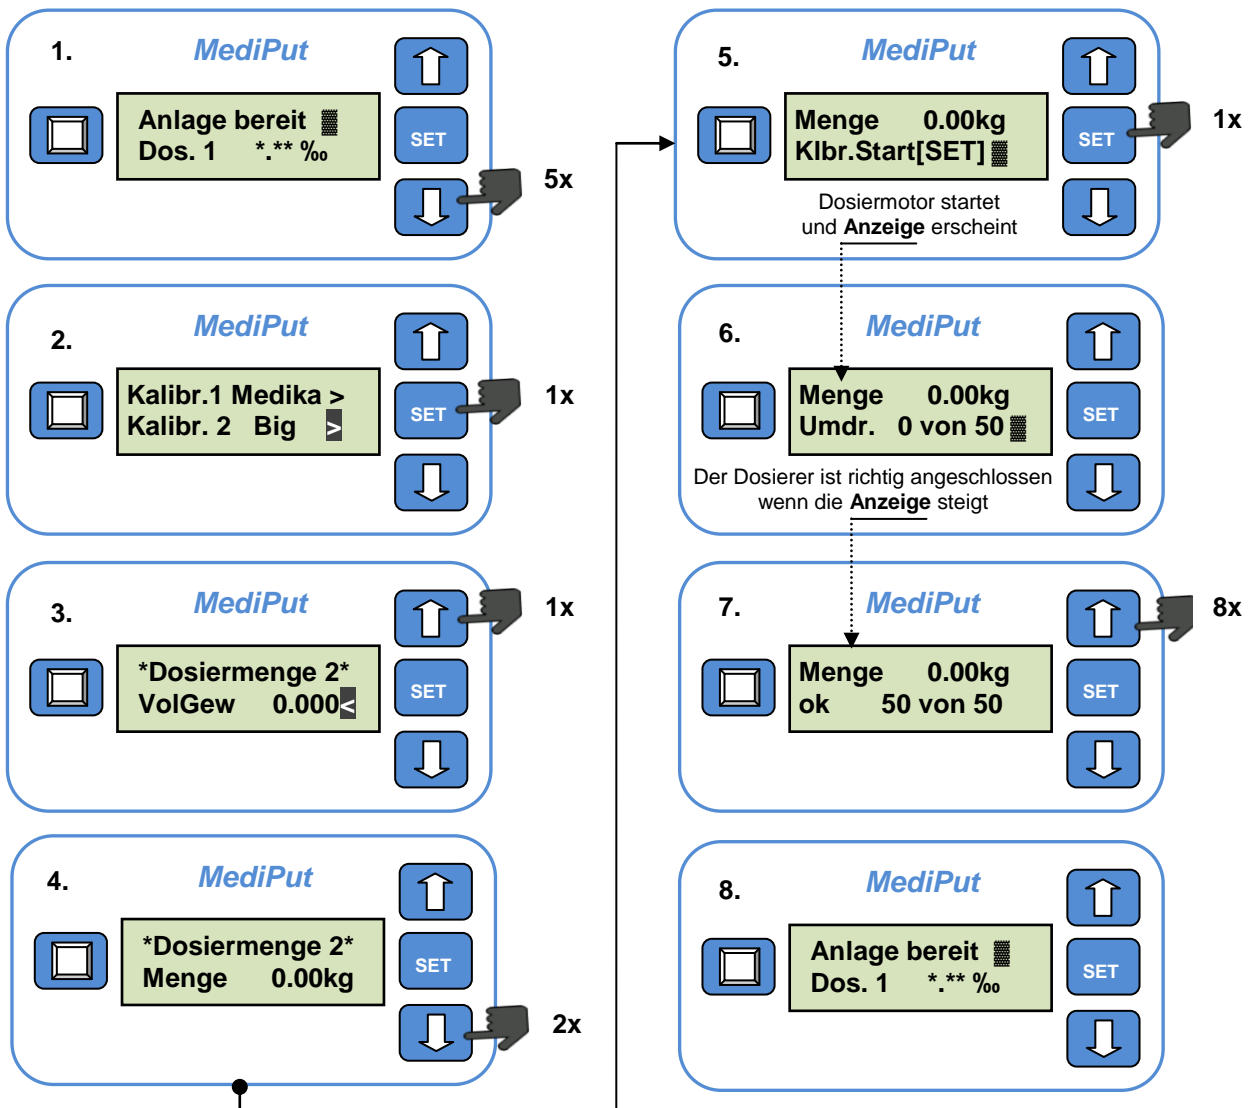 1.
MediPut
Anlage bereit ▒
Dos. 1 *.** ‰
SET
5x
2.
MediPut
Kalibr.1 Medika >
Kalibr. 2 Big >
SET
1x
3.
MediPut
1x
*Dosiermenge 2*
VolGew 0.000<
SET
4.
MediPut
*Dosiermenge 2*
Menge 0.00kg
SET
2x
5.
MediPut
Menge 0.00kg
Klbr.Start[SET] ▒
SET
1x
Dosiermotor startet
und Anzeige erscheint
6.
MediPut
Menge 0.00kg
Umdr. 0 von 50 ▒
SET
Der Dosierer ist richtig angeschlossen
wenn die Anzeige steigt
7.
MediPut
8x
Menge 0.00kg
ok 50 von 50
SET
8.
MediPut
Anlage bereit ▒
Dos. 1 *.** ‰
SET